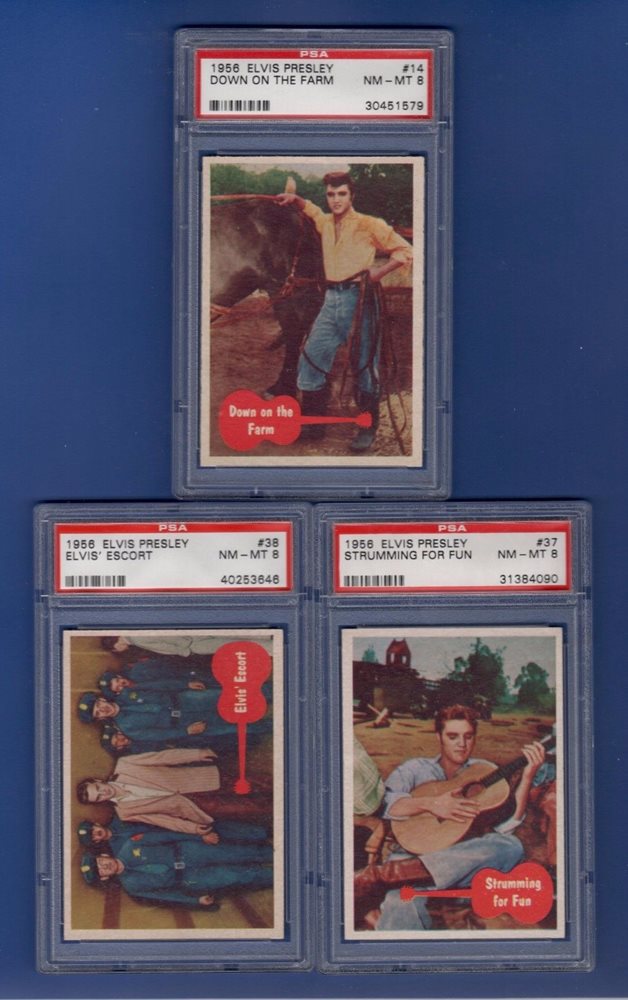 PSA
1956 ELVIS PRESLEY #14
DOWN ON THE FARM NM - MT 8
30451579
Down on the
Farm
PSA
1956 ELVIS PRESLEY #38
ELVIS' ESCORT NM - MT 8
40253646
Elvis' Escort
PSA
1956 ELVIS PRESLEY #37
STRUMMING FOR FUN NM - MT 8
31384090
Strumming
for Fun